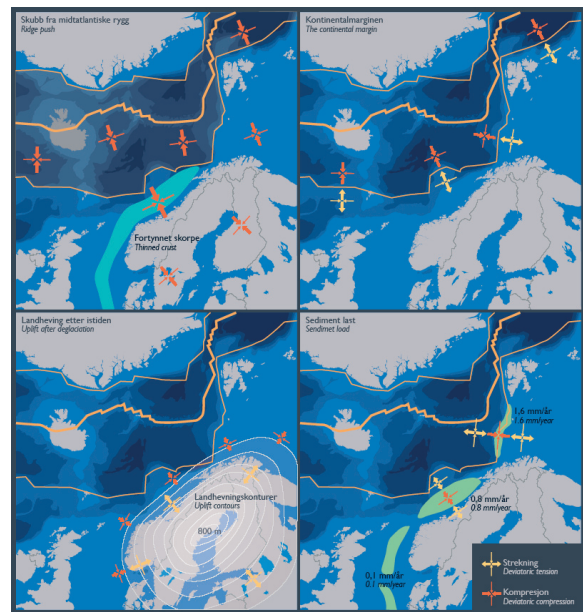 Skubb fra midtatlantiske rygg
Ridge push
Fortynnet skorpe
Thinned crust
Kontinentalmarginen
The continental margin
Landheving etter istiden
Uplift after deglaciation
Landhevningskonturer
Uplift contours
800 m
Sediment last
Sendimet load
1,6 mm/år
1.6 mm/year
0,8 mm/år
0.8 mm/year
0,1 mm/år
0.1 mm/year
Strekning
Deviatoric tension
Kompresjon
Deviatoric compression